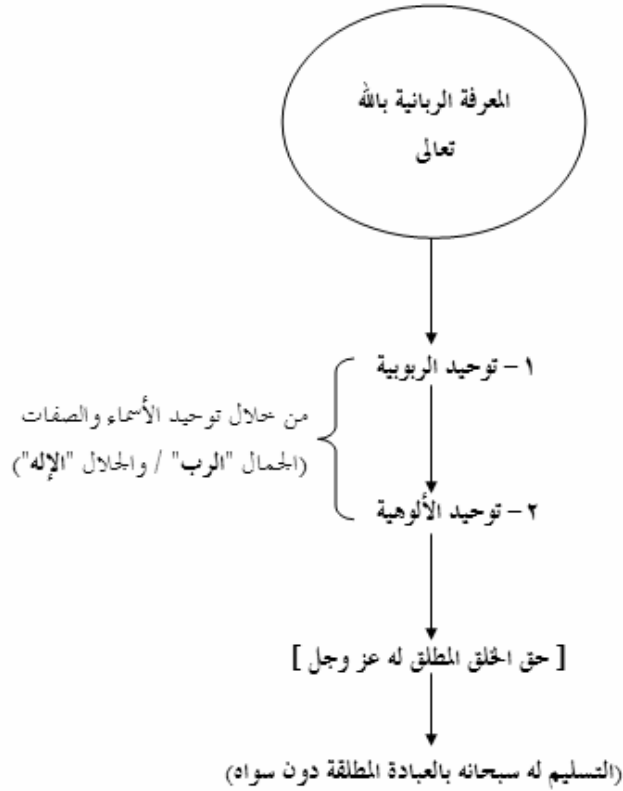 المعرفة الربانية بالله
تعالى
١ – توحيد الربوبية
من خلال توحيد الأسماء والصفات
(الجمال "الرب" / والجلال "الإله")
٢ – توحيد الألوهية
[ حق الخلق المطلق له عز وجل ]
(التسليم له سبحانه بالعبادة المطلقة دون سواه)